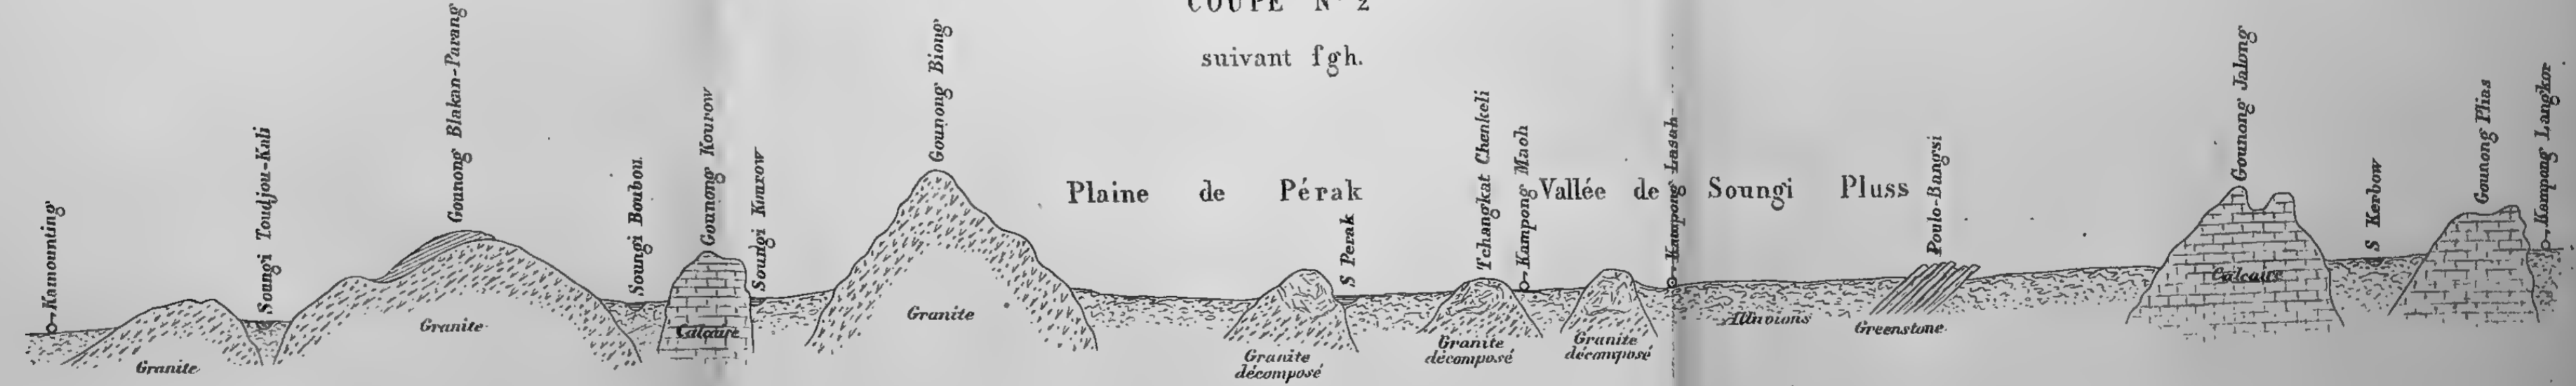 COUPE N° 2
suivant fgh.
Kamounting
Soungi Toudjou-Kuli
Gounong Blakan-Parang
Soungi Boubou
Gounong Kourow
Soungi Kourow
Gounong Biong
Plaine de Pérak
S Perak
Tchangkat Chenkeli
Kampong Mnoh
Vallée de Soungi Pluss
Kampong Lasah
Poulo-Bangsi
Gounong Jalong
S Kerbow
Gounong Plias
Kampong Langkor
Granite
Granite
Calcaire
Granite
Granite
décomposé
Granite
décomposé
Granite
décomposé
Alluvions
Greenstone
Calcaire